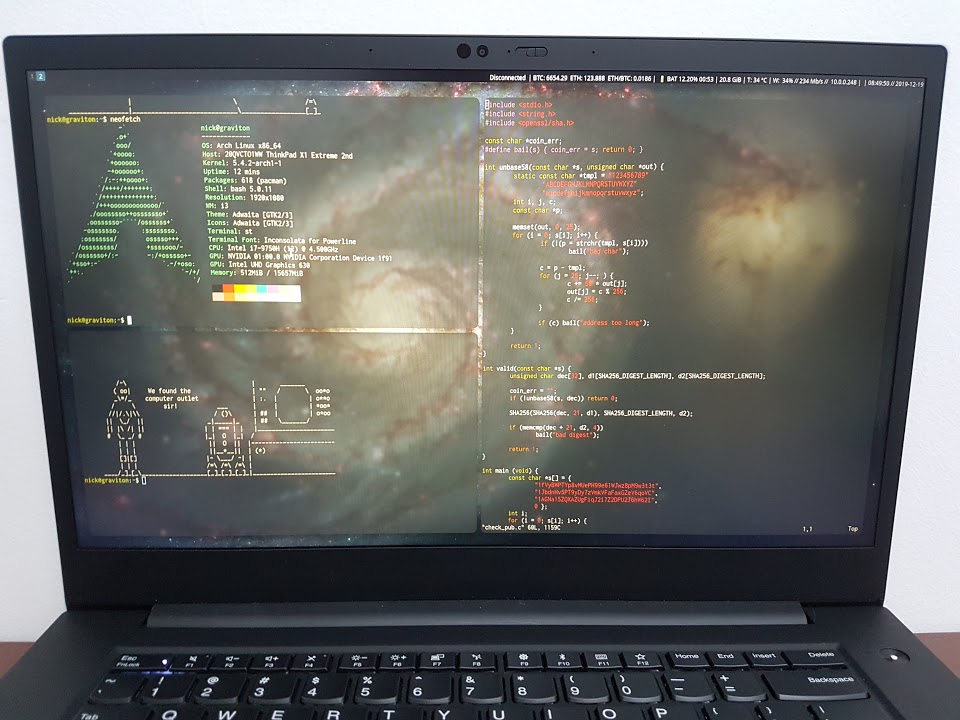 1 2
Disconnected | BTC: 6654.29 ETH: 123.888 ETH/BTC: 0.0186 | BAT 12.20% 00:53 | 20.8 GiB | T: 34 °C | W: 34% // 234 Mb/s // 10.0.0.248 | | 08:49:50 // 2019-12-19
nick@graviton:~$ neofetch
nick@graviton
OS: Arch Linux x86_64
Host: 20QVCTO1WW ThinkPad X1 Extreme 2nd
Kernel: 5.4.2-arch1-1
Uptime: 12 mins
Packages: 618 (pacman)
Shell: bash 5.0.11
Resolution: 1920x1080
WM: i3
Theme: Adwaita [GTK2/3]
Icons: Adwaita [GTK2/3]
Terminal: st
Terminal Font: Inconsolata for Powerline
CPU: Intel i7-9750H (12) @ 4.500GHz
GPU: NVIDIA 01:00.0 NVIDIA Corporation Device 1f91
GPU: Intel UHD Graphics 630
Memory: 512MiB / 15657MiB
nick@graviton:~$
We found the
computer outlet
sir!
nick@graviton:~$
#include <stdio.h>
#include <string.h>
#include <openssl/sha.h>
const char *coin_err;
#define bail(s) { coin_err = s; return 0; }
int unbase58(const char *s, unsigned char *out) {
static const char *tmpl = "123456789"
"ABCDEFGHJKLMNPQRSTUVWXYZ"
"abcdefghijkmnopqrstuvwxyz";
int i, j, c;
const char *p;
memset(out, 0, 25);
for (i = 0; s[i]; i++) {
if (!(p = strchr(tmpl, s[i])))
bail("bad char");
c = p - tmpl;
for (j = 25; j--; ) {
c += 58 * out[j];
out[j] = c % 256;
c /= 256;
}
if (c) bail("address too long");
}
return 1;
}
int valid(const char *s) {
unsigned char dec[32], d1[SHA256_DIGEST_LENGTH], d2[SHA256_DIGEST_LENGTH];
coin_err = "";
if (!unbase58(s, dec)) return 0;
SHA256(SHA256(dec, 21, d1), SHA256_DIGEST_LENGTH, d2);
if (memcmp(dec + 21, d2, 4))
bail("bad digest");
return 1;
}
int main (void) {
const char *s[] = {
0 };
int i;
for (i = 0; s[i]; i++) {
"check_pub.c" 60L, 1159C
1,1
Top
Esc
FnLock
F1 F2 F3 F4 F5 F6 F7 F8 F9 F10 F11 F12 Home End Insert Delete
~ ! @ # $ % ^ & * ( ) _ + Backspace
1 2 3 4 5 6 7 8 9 0 - =
Tab Q W E R T Y U I O P { } |